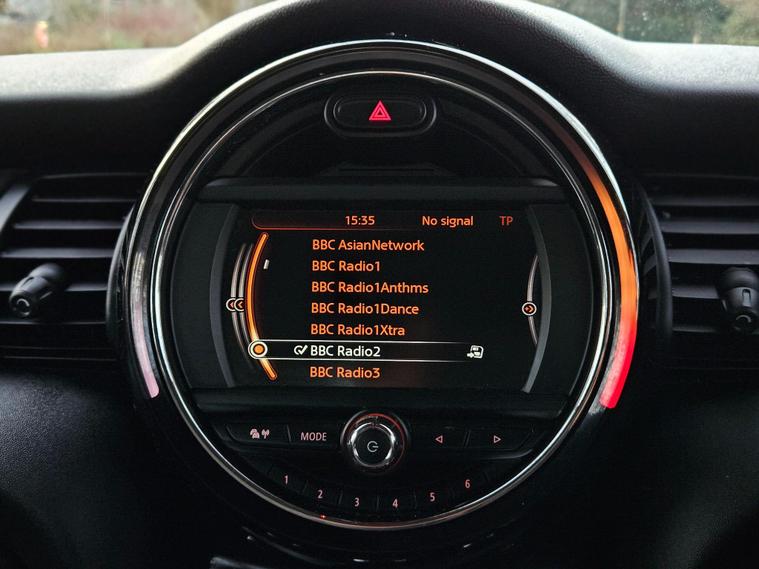 15:35 No signal TP
BBC AsianNetwork
BBC Radio1
BBC Radio1Anthms
BBC Radio1Dance
BBC Radio1Xtra
BBC Radio2
BBC Radio3
MODE
1 2 3 4 5 6